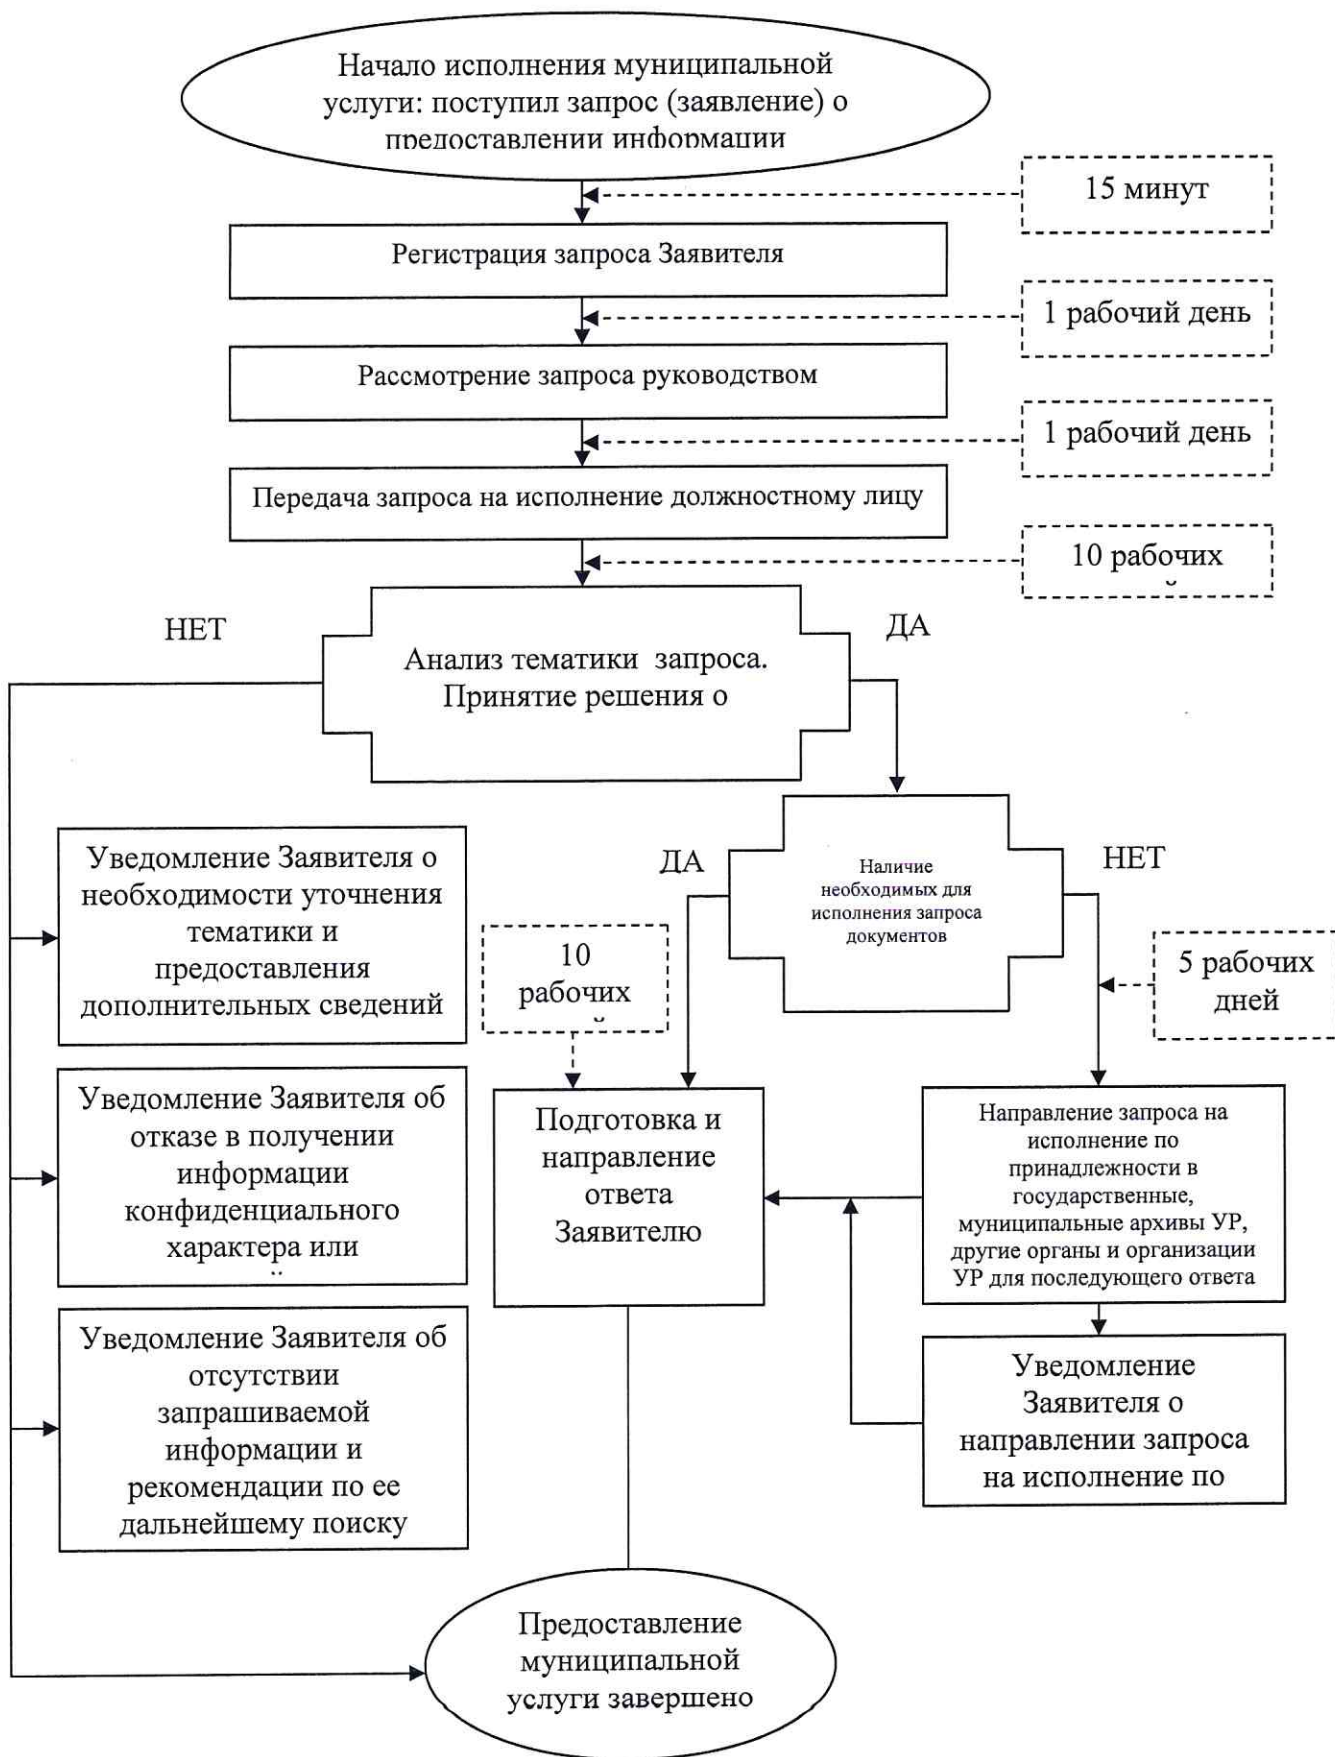 Начало исполнения муниципальной
услуги: поступил запрос (заявление) о
предоставлении информации
15 минут
Регистрация запроса Заявителя
1 рабочий день
Рассмотрение запроса руководством
1 рабочий день
Передача запроса на исполнение должностному лицу
10 рабочих
НЕТ
ДА
Анализ тематики запроса.
Принятие решения о
ДА
НЕТ
Наличие
необходимых для
исполнения запроса
документов
Уведомление Заявителя о
необходимости уточнения
тематики и
предоставления
дополнительных сведений
10
рабочих
5 рабочих
дней
Уведомление Заявителя об
отказе в получении
информации
конфиденциального
характера или
Подготовка и
направление
ответа
Заявителю
Направление запроса на
исполнение по
принадлежности в
государственные,
муниципальные архивы УР,
другие органы и организации
УР для последующего ответа
Уведомление Заявителя об
отсутствии
запрашиваемой
информации и
рекомендации по ее
дальнейшему поиску
Уведомление
Заявителя о
направлении запроса
на исполнение по
Предоставление
муниципальной
услуги завершено